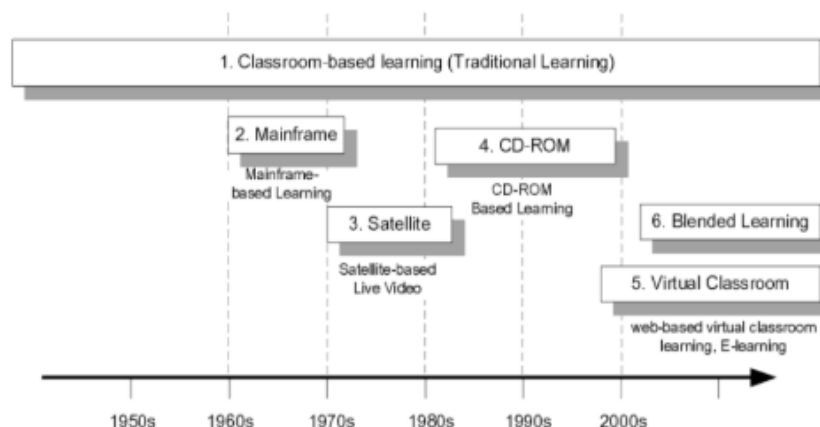 1. Classroom-based learning (Traditional Learning)
2. Mainframe
Mainframe-
based Learning
4. CD-ROM
CD-ROM
Based Learning
3. Satellite
Satellite-based
Live Video
6. Blended Learning
5. Virtual Classroom
web-based virtual classroom
learning, E-learning
1950s 1960s 1970s 1980s 1990s 2000s